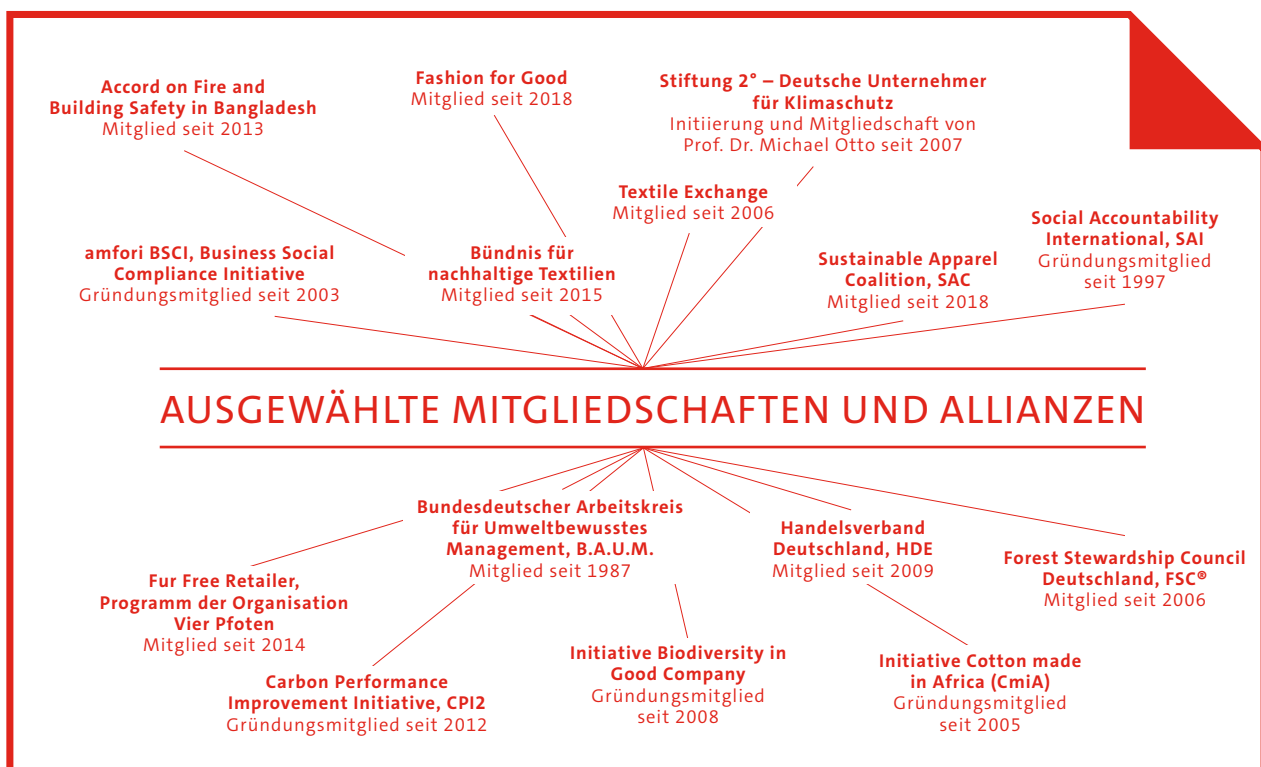 Accord on Fire and
Building Safety in Bangladesh
Mitglied seit 2013
Fashion for Good
Mitglied seit 2018
Stiftung 2° – Deutsche Unternehmer
für Klimaschutz
Initiierung und Mitgliedschaft von
Prof. Dr. Michael Otto seit 2007
Textile Exchange
Mitglied seit 2006
amfori BSCI, Business Social
Compliance Initiative
Gründungsmitglied seit 2003
Bündnis für
nachhaltige Textilien
Mitglied seit 2015
Sustainable Apparel
Coalition, SAC
Mitglied seit 2018
Social Accountability
International, SAI
Gründungsmitglied
seit 1997
AUSGEWÄHLTE MITGLIEDSCHAFTEN UND ALLIANZEN
Bundesdeutscher Arbeitskreis
für Umweltbewusstes
Management, B.A.U.M.
Mitglied seit 1987
Handelsverband
Deutschland, HDE
Mitglied seit 2009
Forest Stewardship Council
Deutschland, FSC®
Mitglied seit 2006
Fur Free Retailer,
Programm der Organisation
Vier Pfoten
Mitglied seit 2014
Carbon Performance
Improvement Initiative, CPI2
Gründungsmitglied seit 2012
Initiative Biodiversity in
Good Company
Gründungsmitglied
seit 2008
Initiative Cotton made
in Africa (CmiA)
Gründungsmitglied
seit 2005